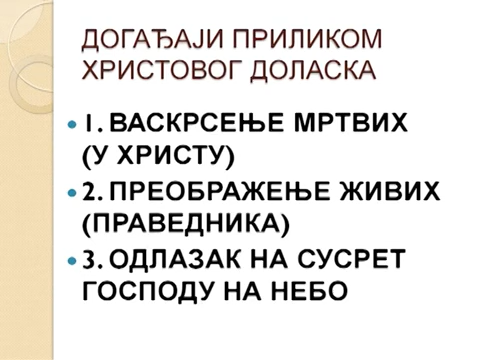 ДОГАЂАЈИ ПРИЛИКОМ
ХРИСТОВОГ ДОЛАСКА
1. ВАСКРСЕЊЕ МРТВИХ
(У ХРИСТУ)
2. ПРЕОБРАЖЕЊЕ ЖИВИХ
(ПРАВЕДНИКА)
3. ОДЛАЗАК НА СУСРЕТ
ГОСПОДУ НА НЕБО